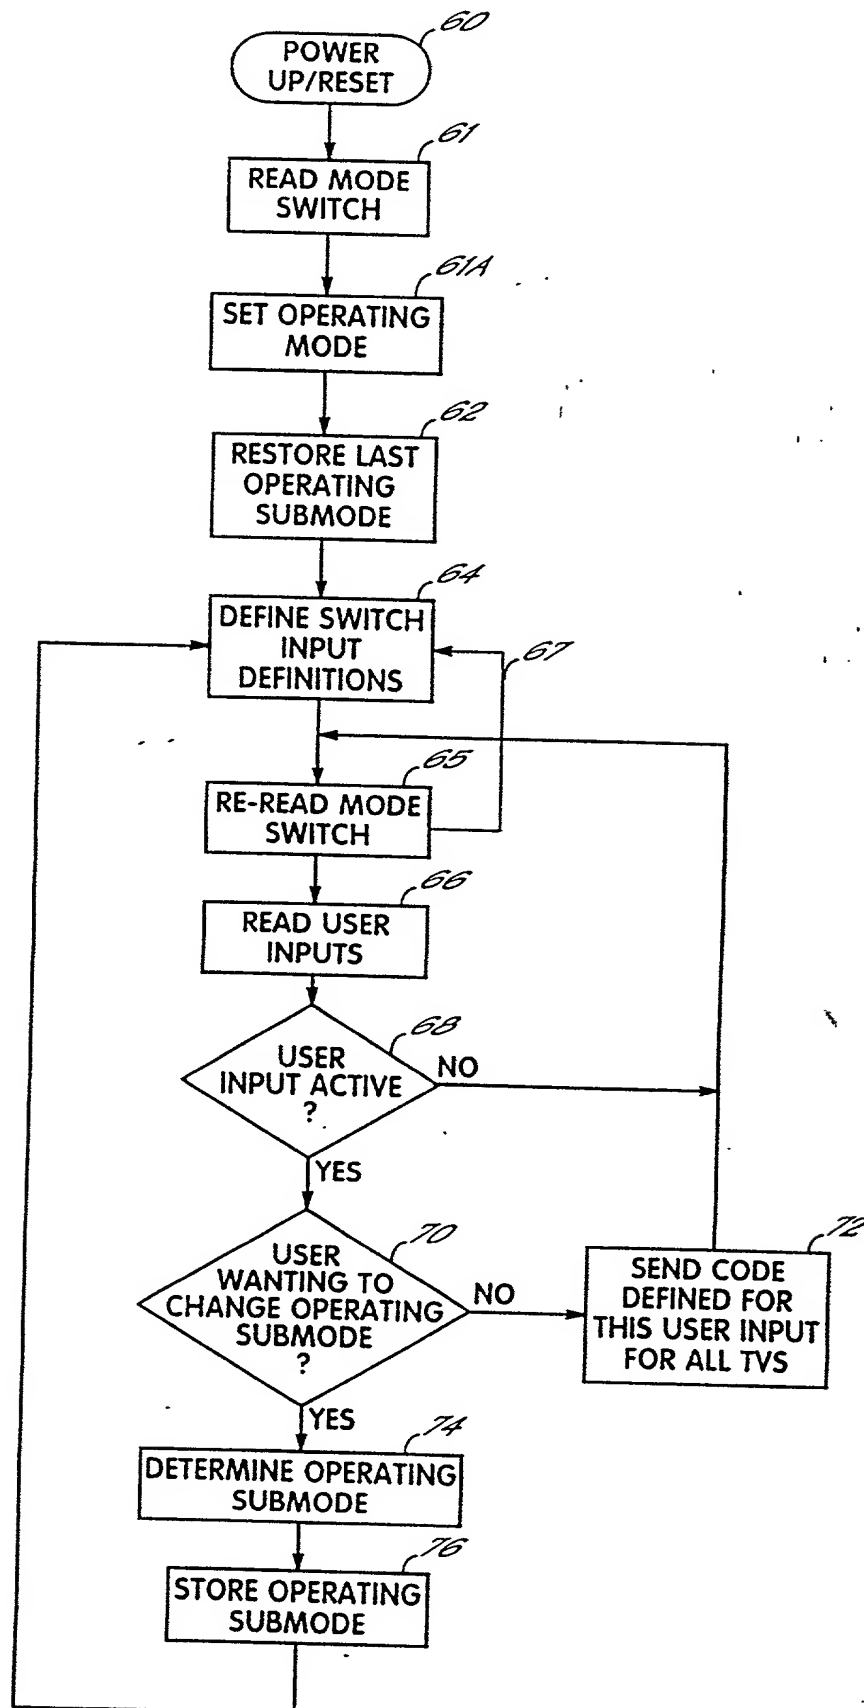 60
POWER
UP/RESET
61
READ MODE
SWITCH
61A
SET OPERATING
MODE
62
RESTORE LAST
OPERATING
SUBMODE
64
DEFINE SWITCH
INPUT
DEFINITIONS
67
65
RE-READ MODE
SWITCH
66
READ USER
INPUTS
68
USER
INPUT ACTIVE
?
NO
YES
70
USER
WANTING TO
CHANGE OPERATING
SUBMODE
?
NO
72
SEND CODE
DEFINED FOR
THIS USER INPUT
FOR ALL TVS
YES
74
DETERMINE OPERATING
SUBMODE
76
STORE OPERATING
SUBMODE